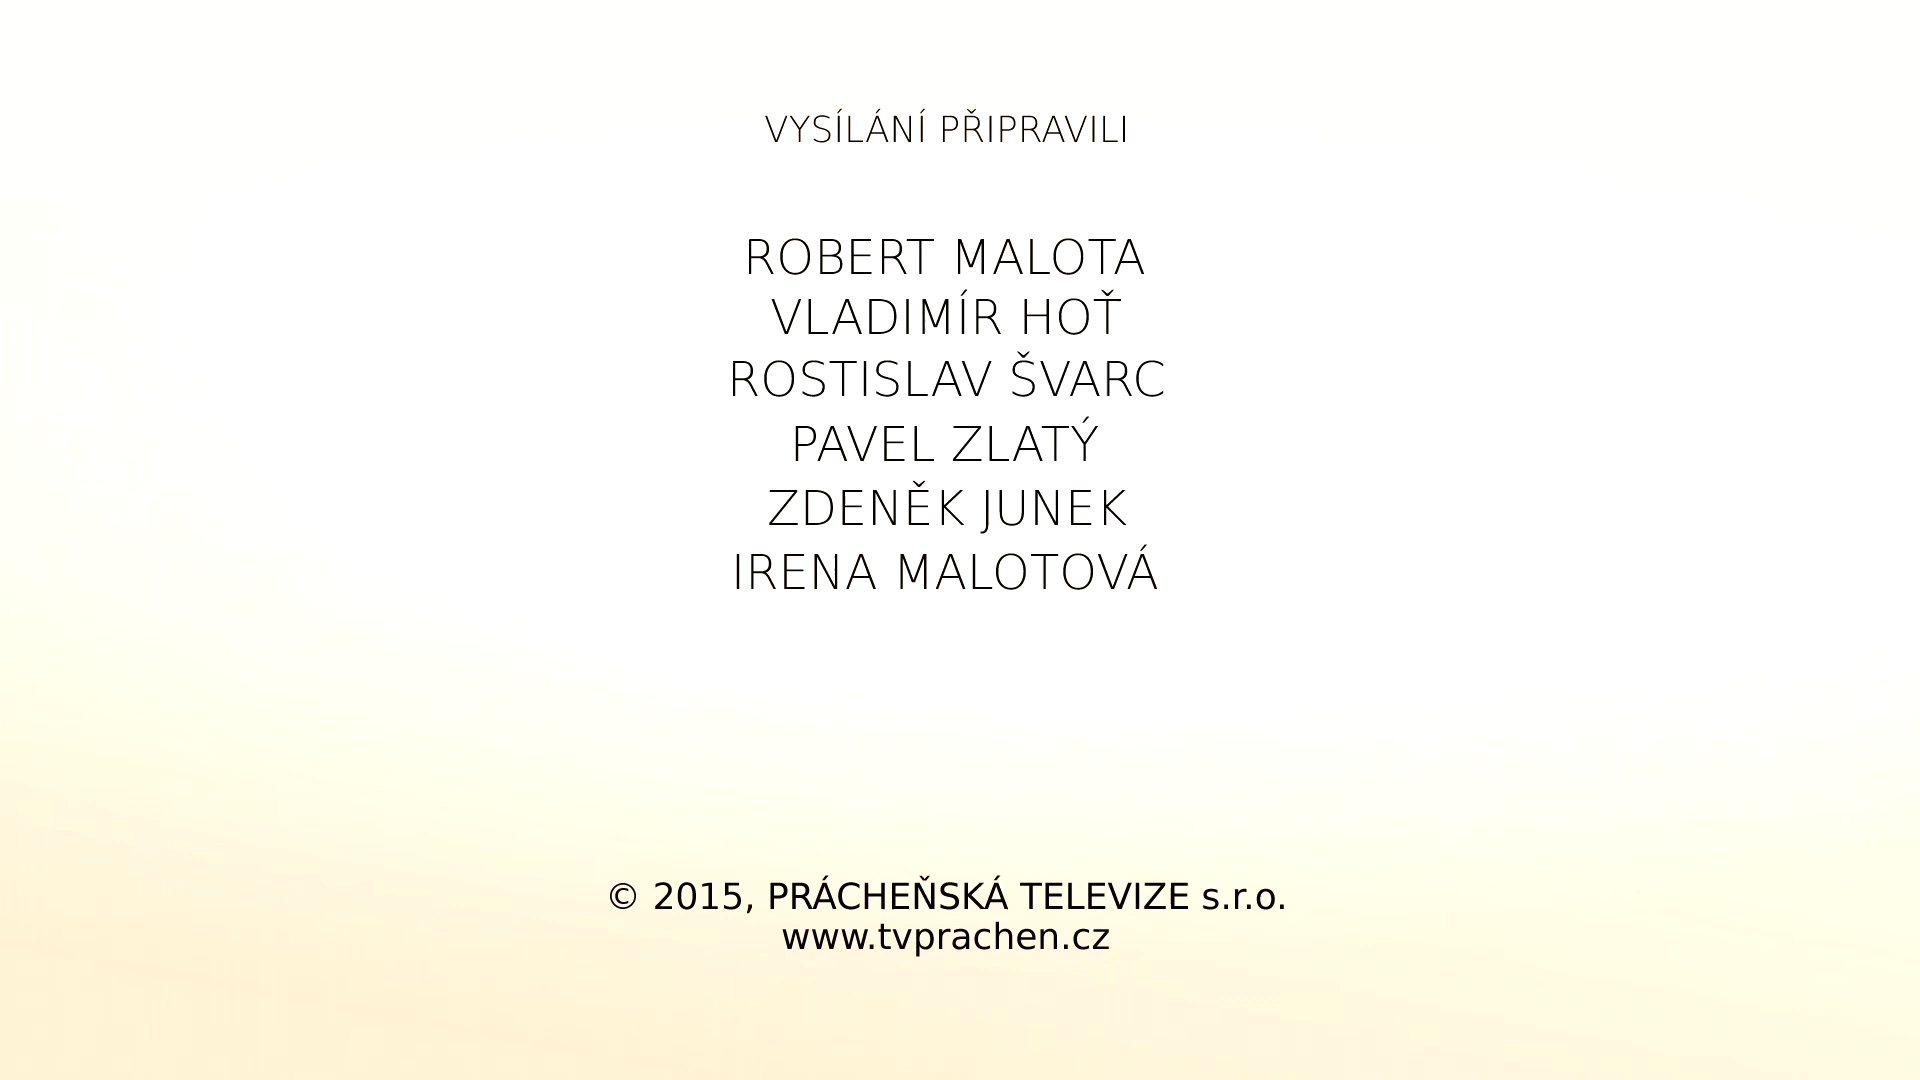 VYSÍLÁNÍ PŘIPRAVILI
ROBERT MALOTA
VLADIMÍR HOŤ
ROSTISLAV ŠVARC
PAVEL ZLATÝ
ZDENĚK JUNEK
IRENA MALOTOVÁ
© 2015, PRÁCHEŇSKÁ TELEVIZE s.r.o.
www.tvprachen.cz